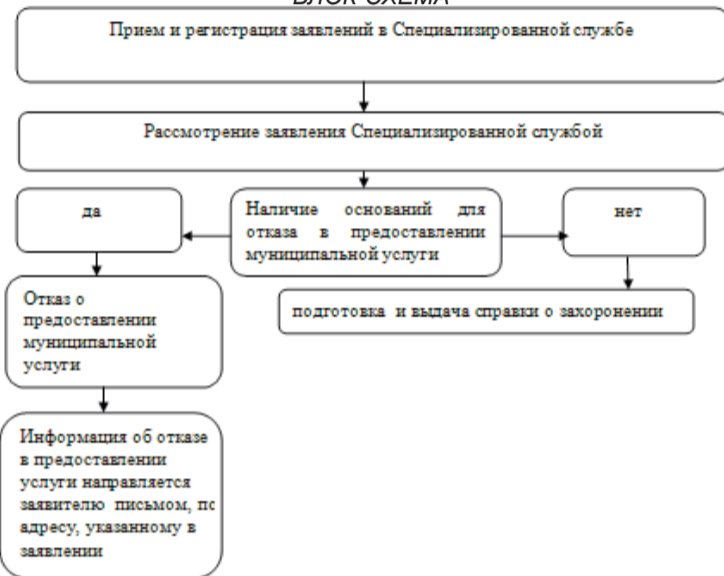 БЛОК-СХЕМА
Прием и регистрация заявлений в Специализированной службе
Рассмотрение заявления Специализированной службой
да
Наличие оснований для
отказа в предоставлении
муниципальной услуги
нет
Отказ о
предоставлении
муниципальной
услуги
подготовка и выдача справки о захоронении
Информация об отказе
в предоставлении
услуги направляется
заявителю письмом, по
адресу, указанному в
заявлении